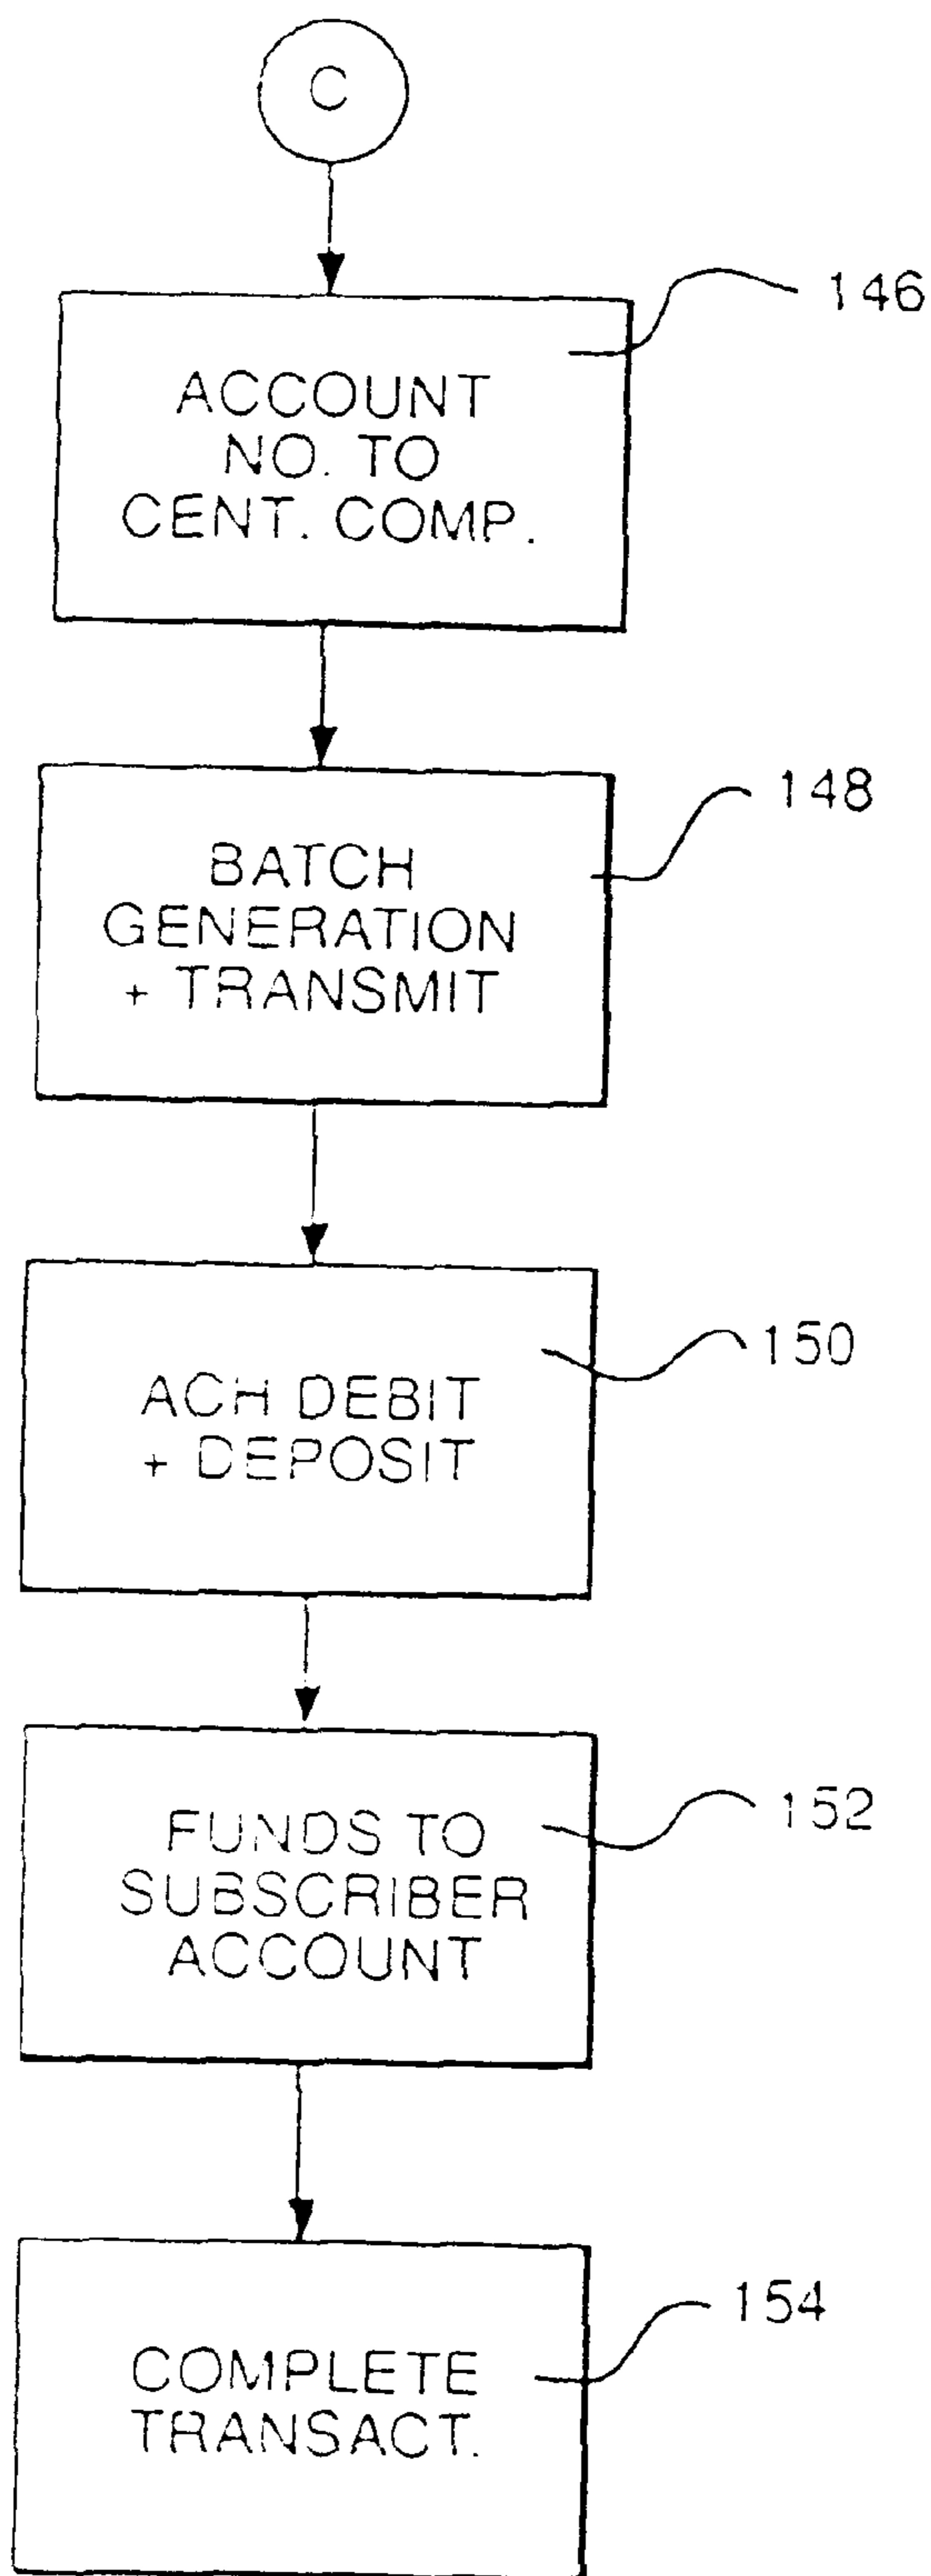 C
146
ACCOUNT
NO. TO
CENT. COMP.
148
BATCH
GENERATION
+ TRANSMIT
150
ACH DEBIT
+ DEPOSIT
152
FUNDS TO
SUBSCRIBER
ACCOUNT
154
COMPLETE
TRANSACT.